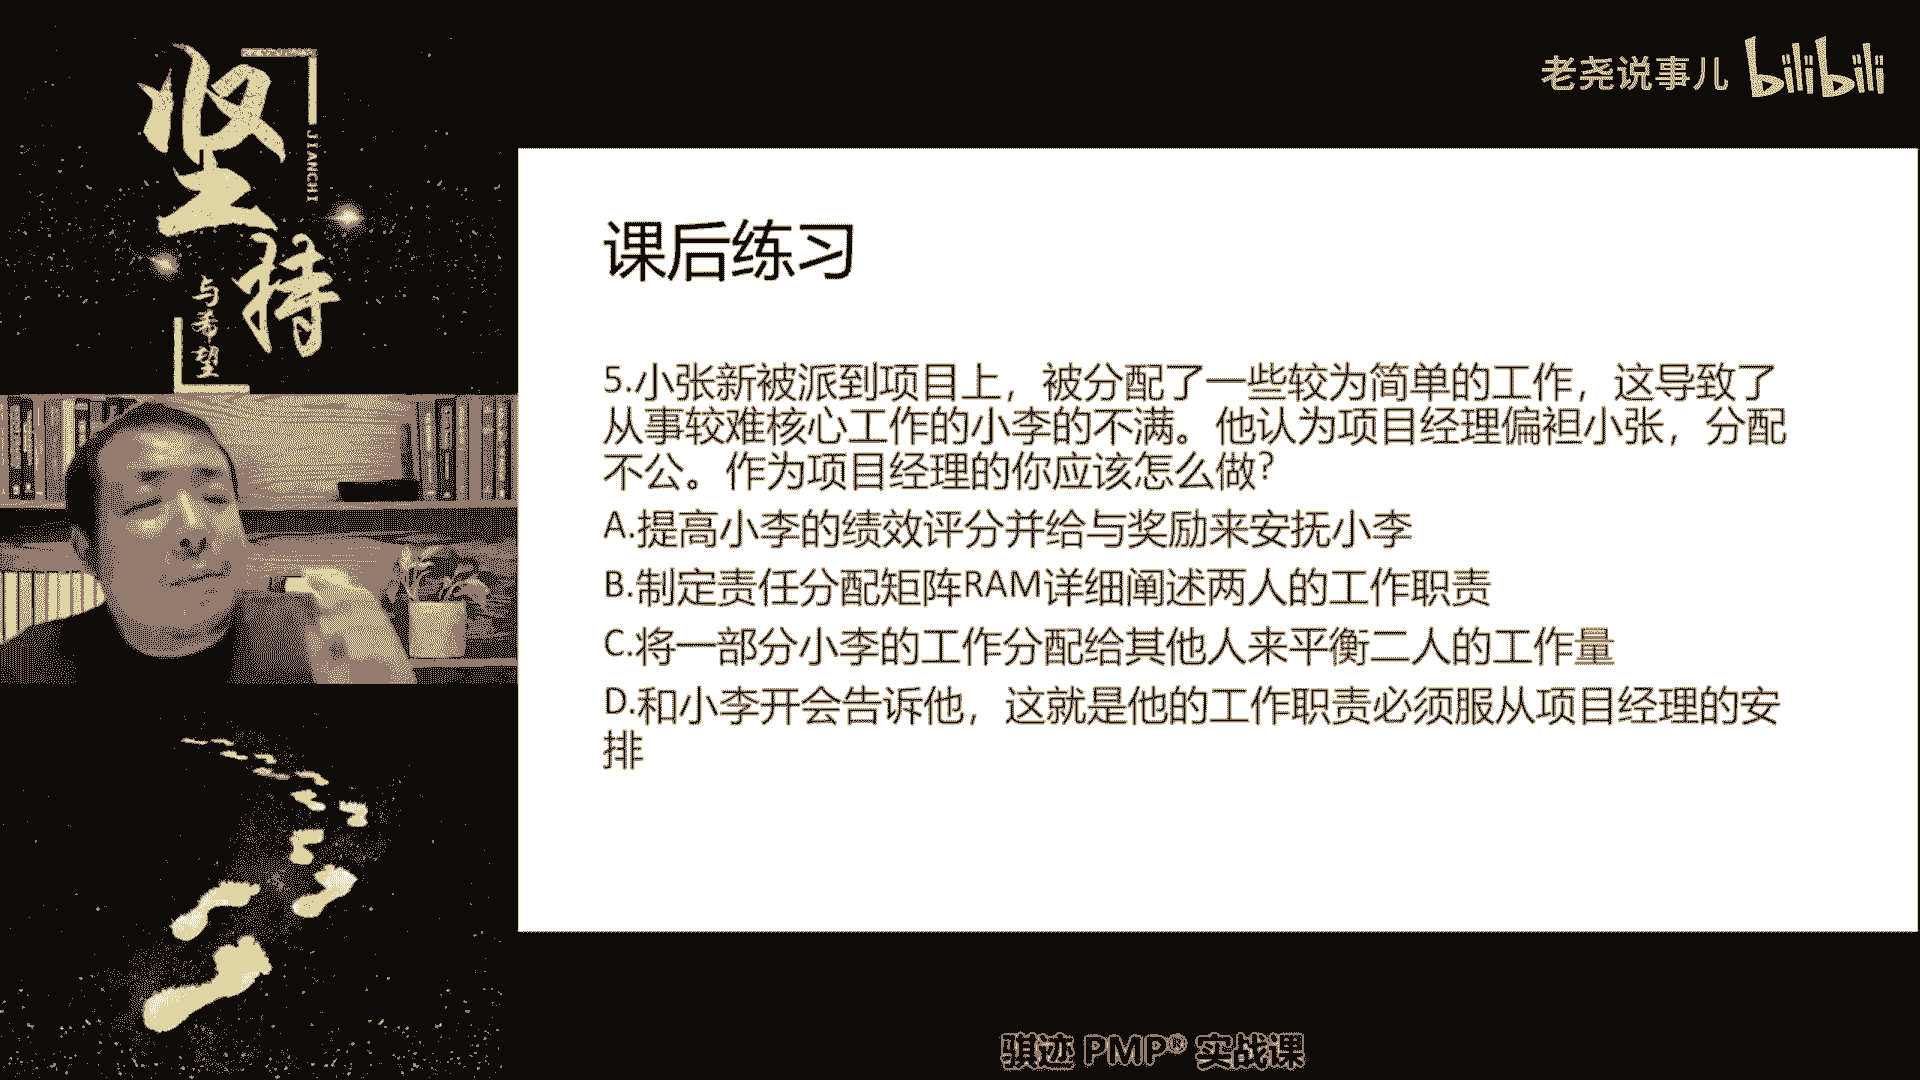 坚持
JIANCHI
与希望
老尧说事儿 bilibili
课后练习
5.小张新被派到项目上，被分配了一些较为简单的工作，这导致了
从事较难核心工作的小李的不满。他认为项目经理偏袒小张，分配
不公。作为项目经理的你应该怎么做？
A.提高小李的绩效评分并给与奖励来安抚小李
B.制定责任分配矩阵RAM详细阐述两人的工作职责
C.将一部分小李的工作分配给其他人来平衡二人的工作量
D.和小李开会告诉他，这就是他的工作职责必须服从项目经理的安
排
骐迹 PMP® 实战课